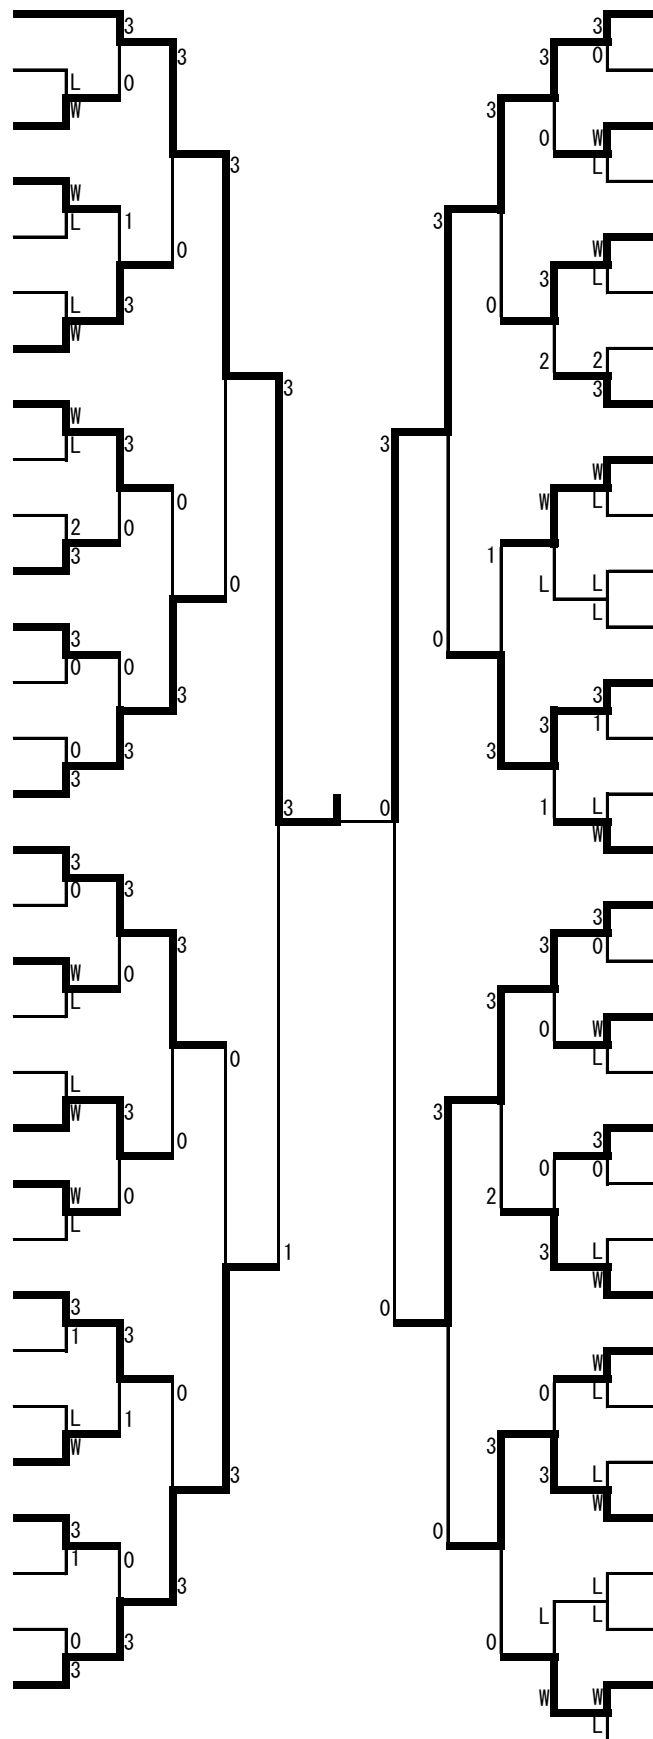 3 3
3 3 0
L 0
W 3
0 W
3 L
W
L 1 3 W
0 3 L
L 3 0
W 2 2
3 3 3
W
L 3 W
0 W L
2 0 1
3 0 L L
L
3 0
0 0 3
3 3 1
0 3 3
3 1 L
3 0 W
3
0 3 3
3 3 0
W 0 3
L 0 W
0 L
L 3
W 3 3
0 0 0
W 0 2
L 3 L
1 W
3 0
1 3 W
0 0 L
L 1
W 3 L
3 3 W
3 0
1 0
3 L
0 3 0 L L
3 W W
L